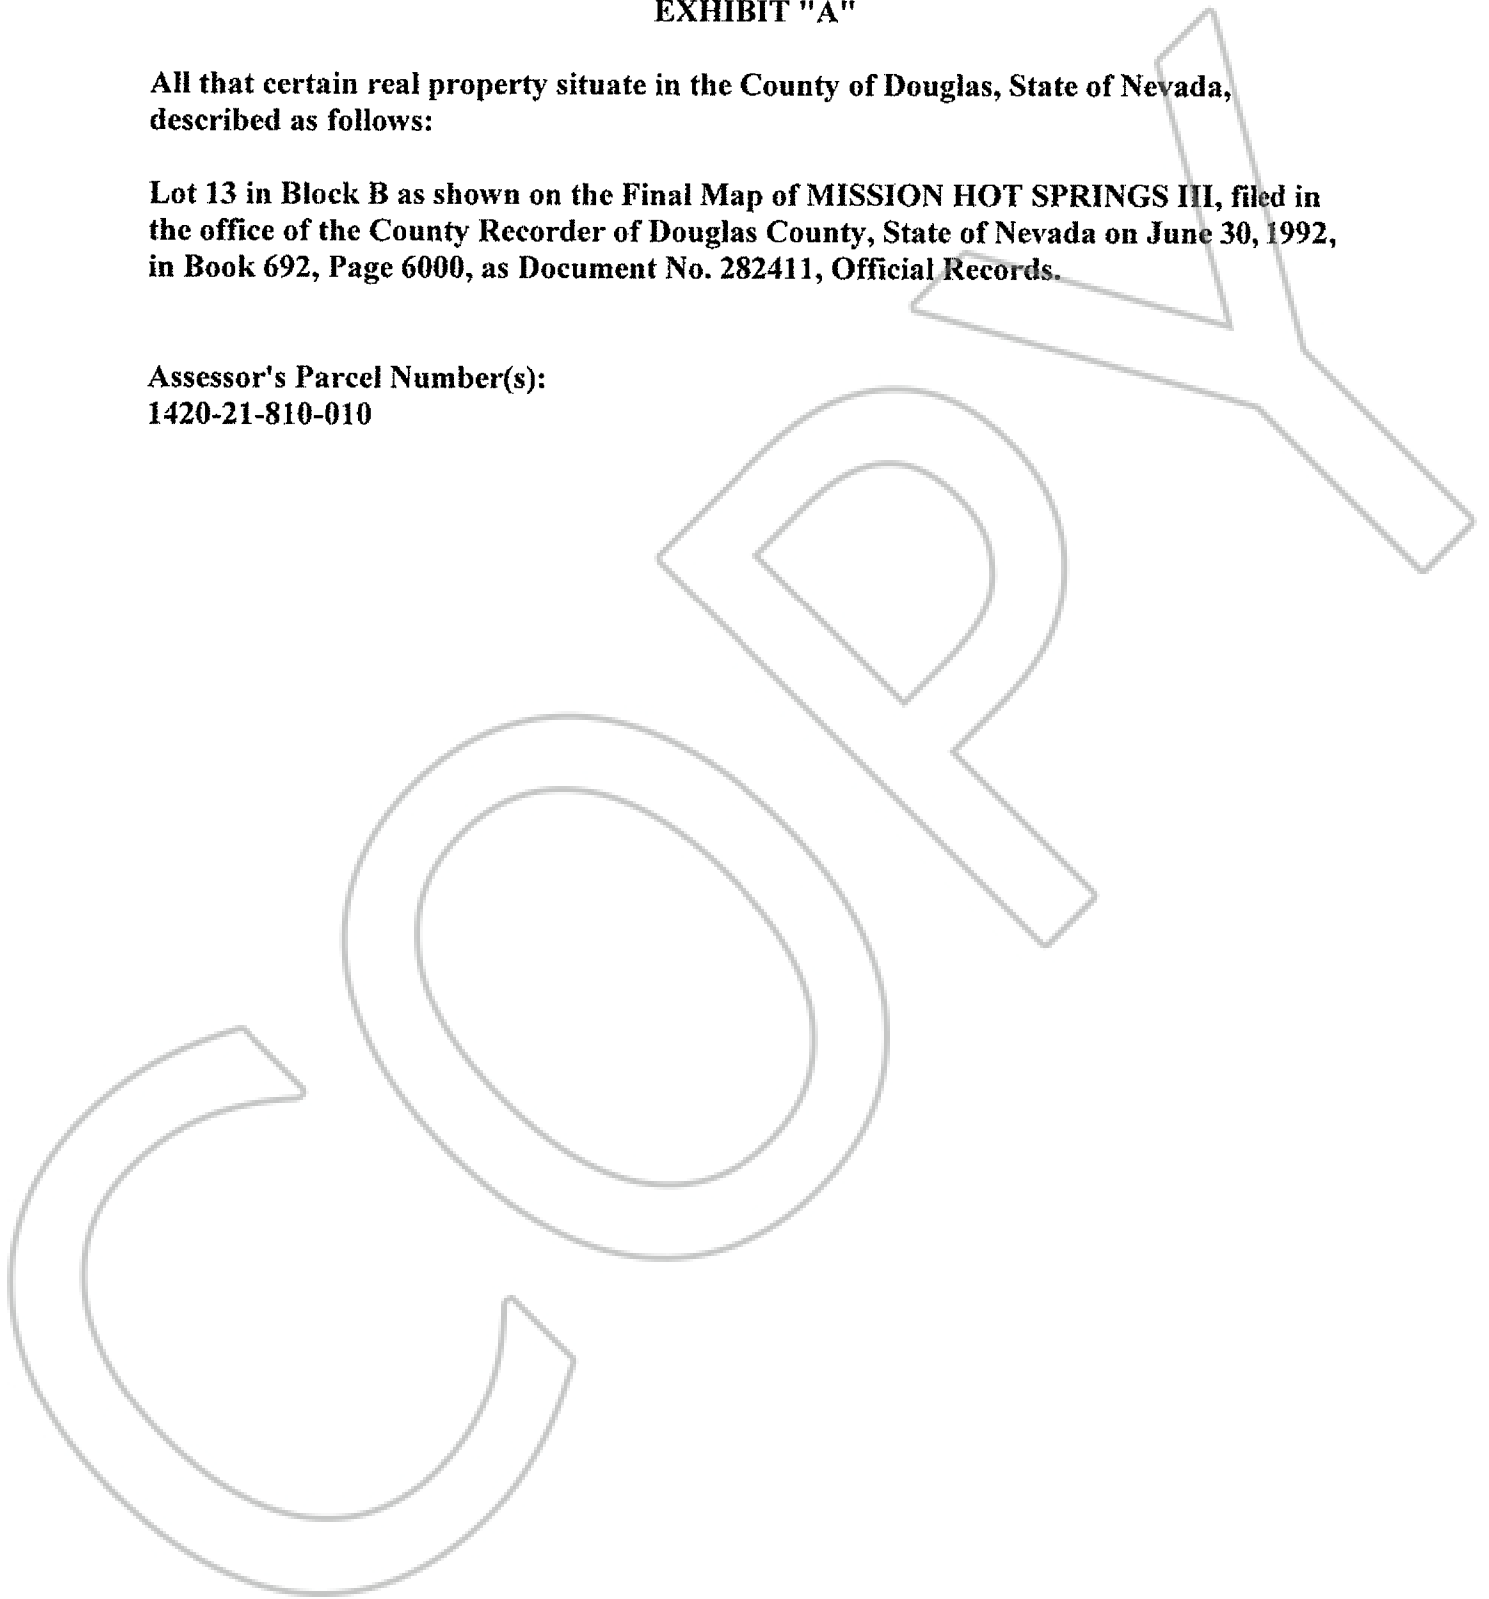 EXHIBIT "A"
All that certain real property situate in the County of Douglas, State of Nevada,
described as follows:
Lot 13 in Block B as shown on the Final Map of MISSION HOT SPRINGS III, filed in
the office of the County Recorder of Douglas County, State of Nevada on June 30, 1992,
in Book 692, Page 6000, as Document No. 282411, Official Records.
Assessor's Parcel Number(s):
1420-21-810-010
COPY